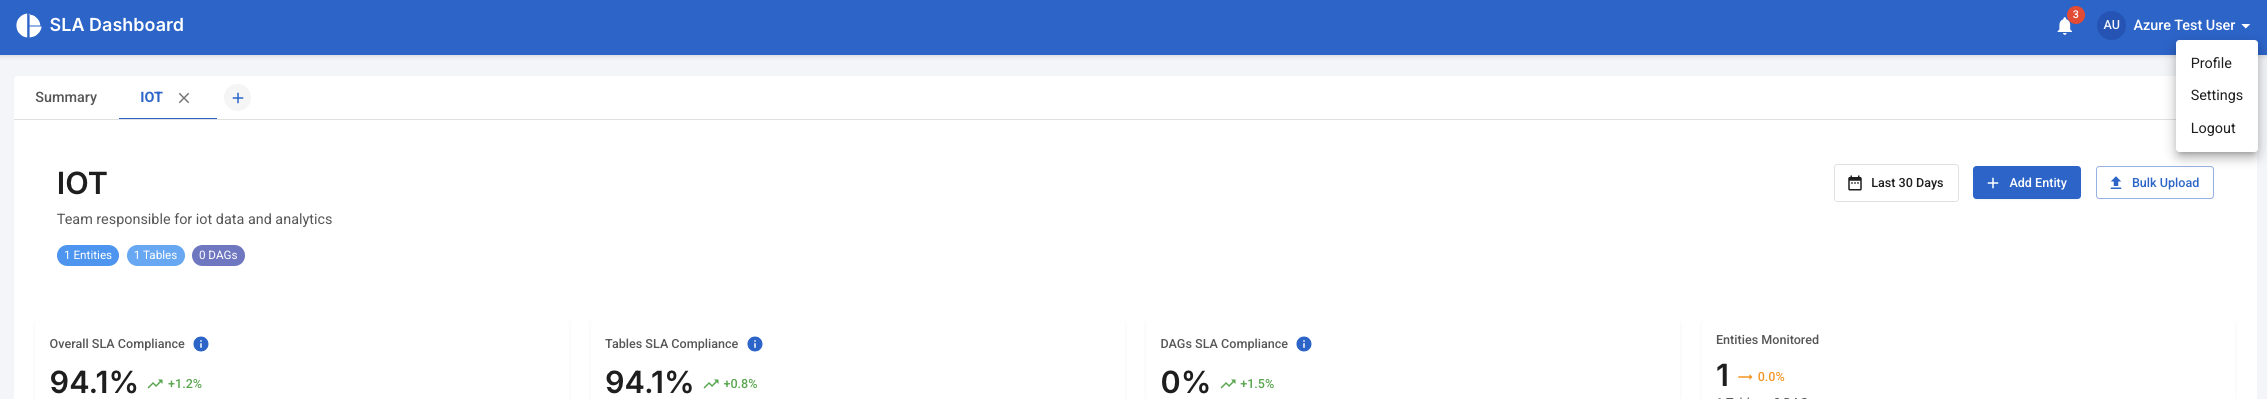 SLA Dashboard
3
AU
Azure Test User
Profile
Settings
Logout
Summary
IOT
IOT
Team responsible for iot data and analytics
1 Entities
1 Tables
0 DAGs
Last 30 Days
Add Entity
Bulk Upload
Overall SLA Compliance
94.1%
+1.2%
Tables SLA Compliance
94.1%
+0.8%
DAGs SLA Compliance
0%
+1.5%
Entities Monitored
1
0.0%